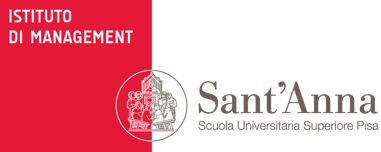 ISTITUTO
DI MANAGEMENT
Sant'Anna
Scuola Universitaria Superiore Pisa